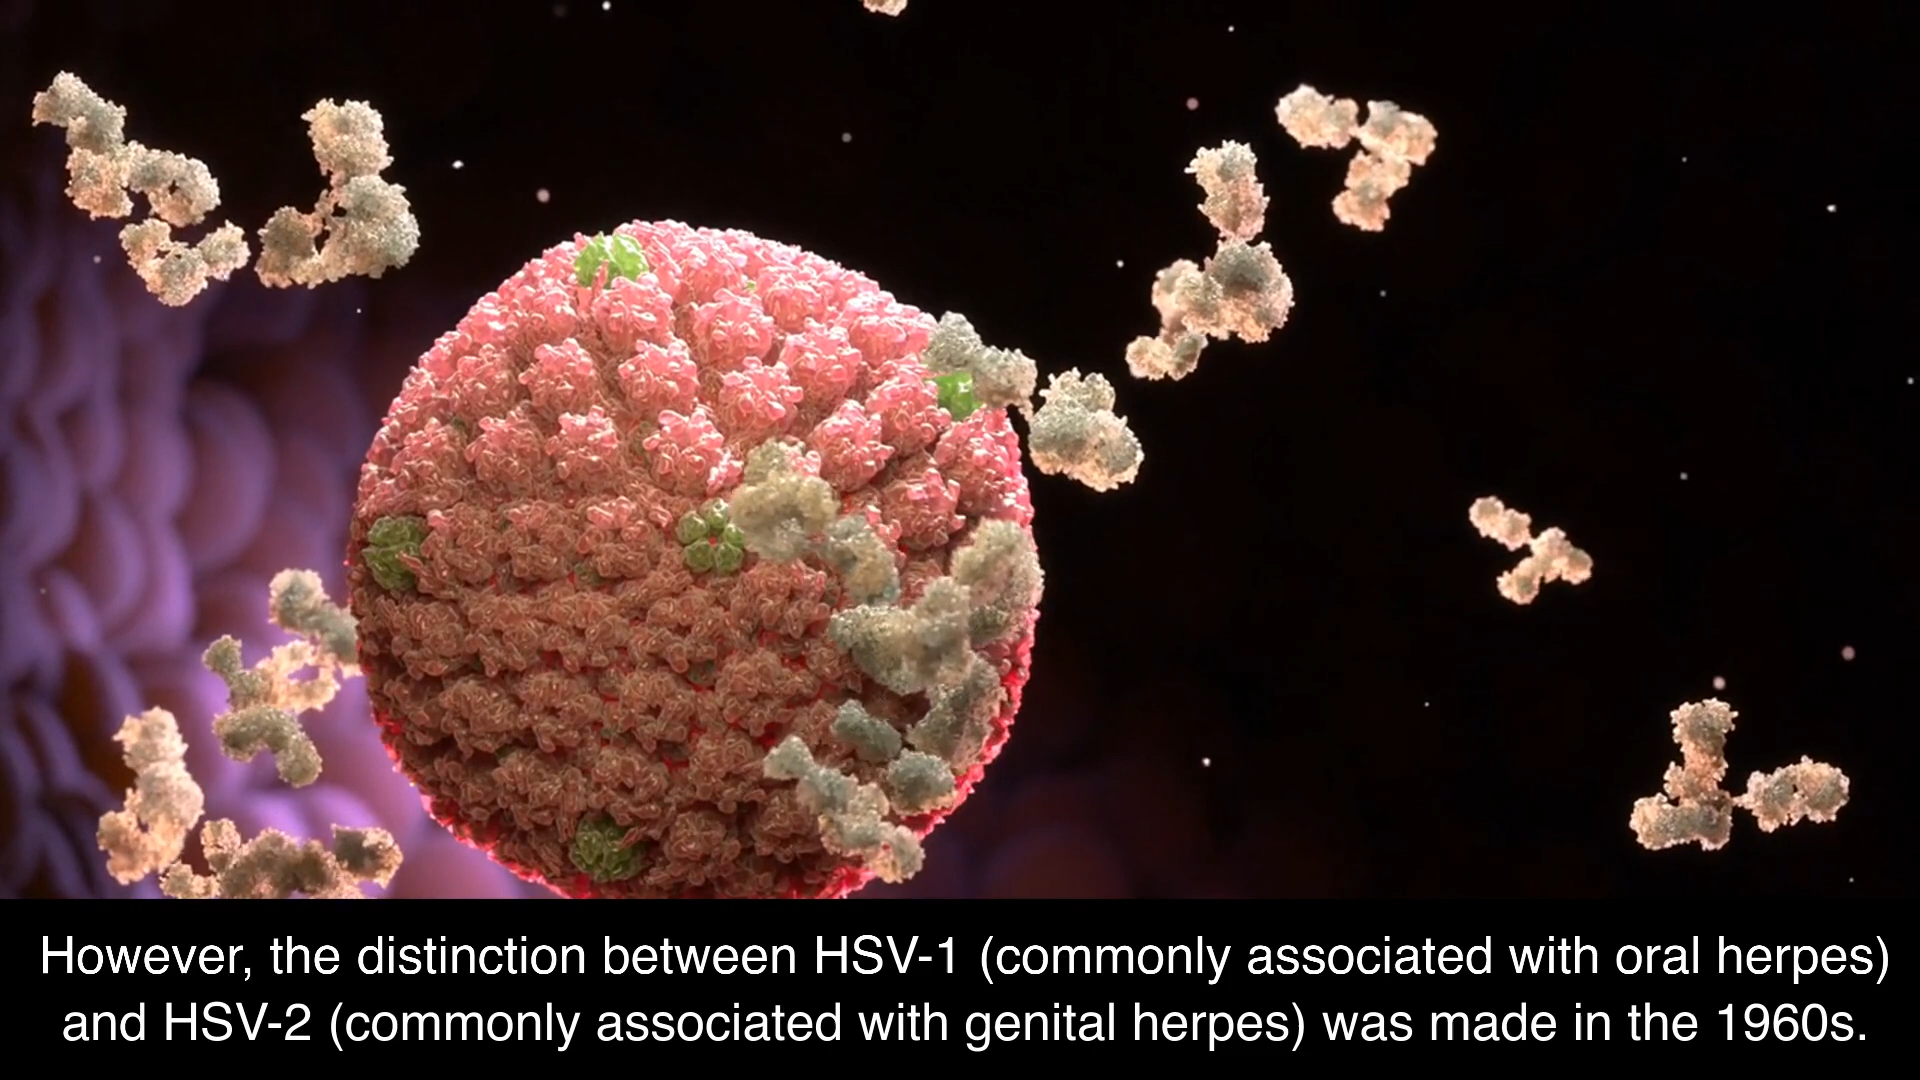 However, the distinction between HSV-1 (commonly associated with oral herpes)
and HSV-2 (commonly associated with genital herpes) was made in the 1960s.